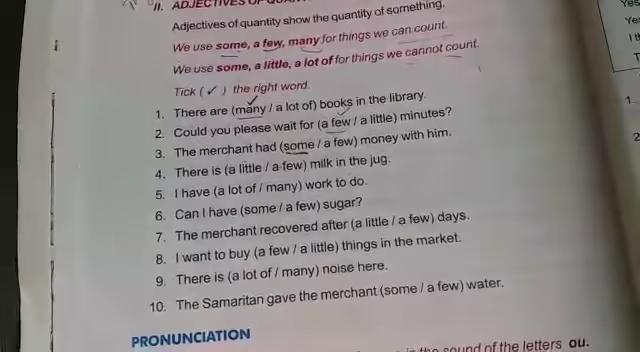 II. ADJECTIVES OF
Adjectives of quantity show the quantity of something.
We use some, a few, many for things we can count.
We use some, a little, a lot of for things we cannot count.
Tick ( ✓ ) the right word.
1. There are (many / a lot of) books in the library.
2. Could you please wait for (a few / a little) minutes?
3. The merchant had (some / a few) money with him.
4. There is (a little / a few) milk in the jug.
5. I have (a lot of / many) work to do.
6. Can I have (some / a few) sugar?
7. The merchant recovered after (a little / a few) days.
8. I want to buy (a few / a little) things in the market.
9. There is (a lot of / many) noise here.
10. The Samaritan gave the merchant (some / a few) water.
PRONUNCIATION
the sound of the letters ou.
Yes
1.
2